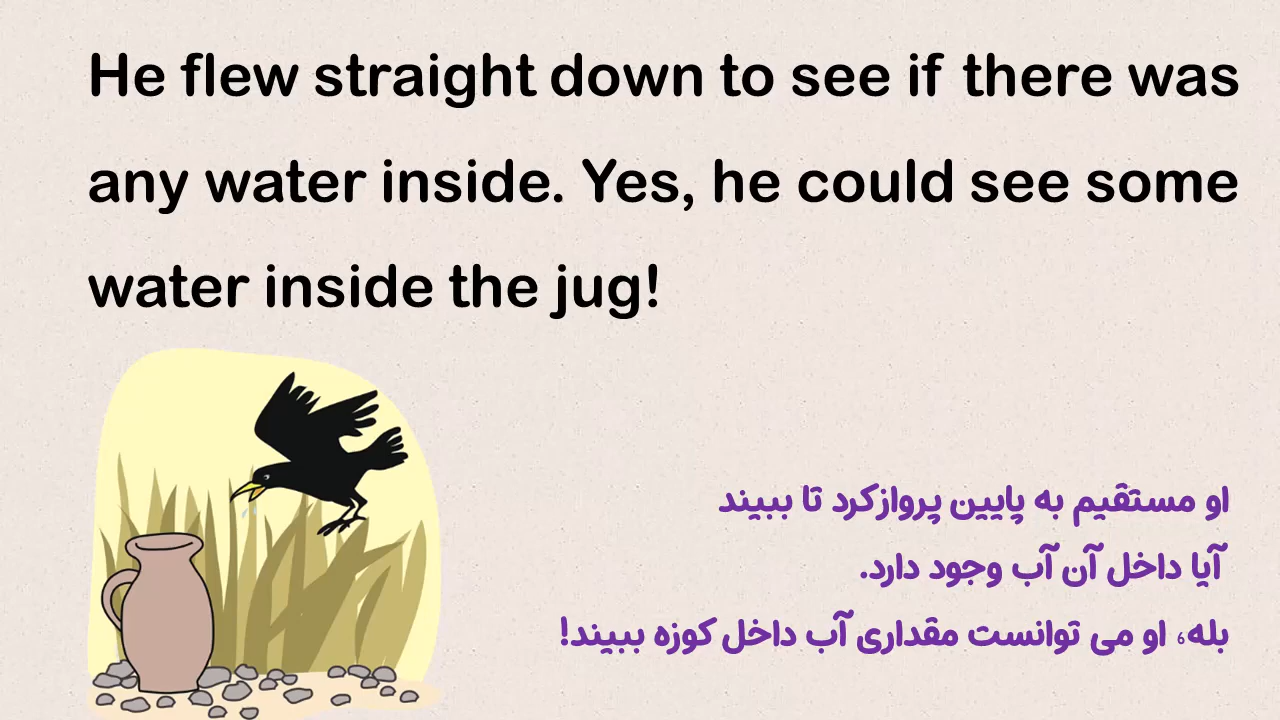 He flew straight down to see if there was
any water inside. Yes, he could see some
water inside the jug!
او مستقیم به پایین پروازکرد تا ببیند
آیا داخل آن آب وجود دارد.
بله، او می توانست مقداری آب داخل کوزه ببیند!